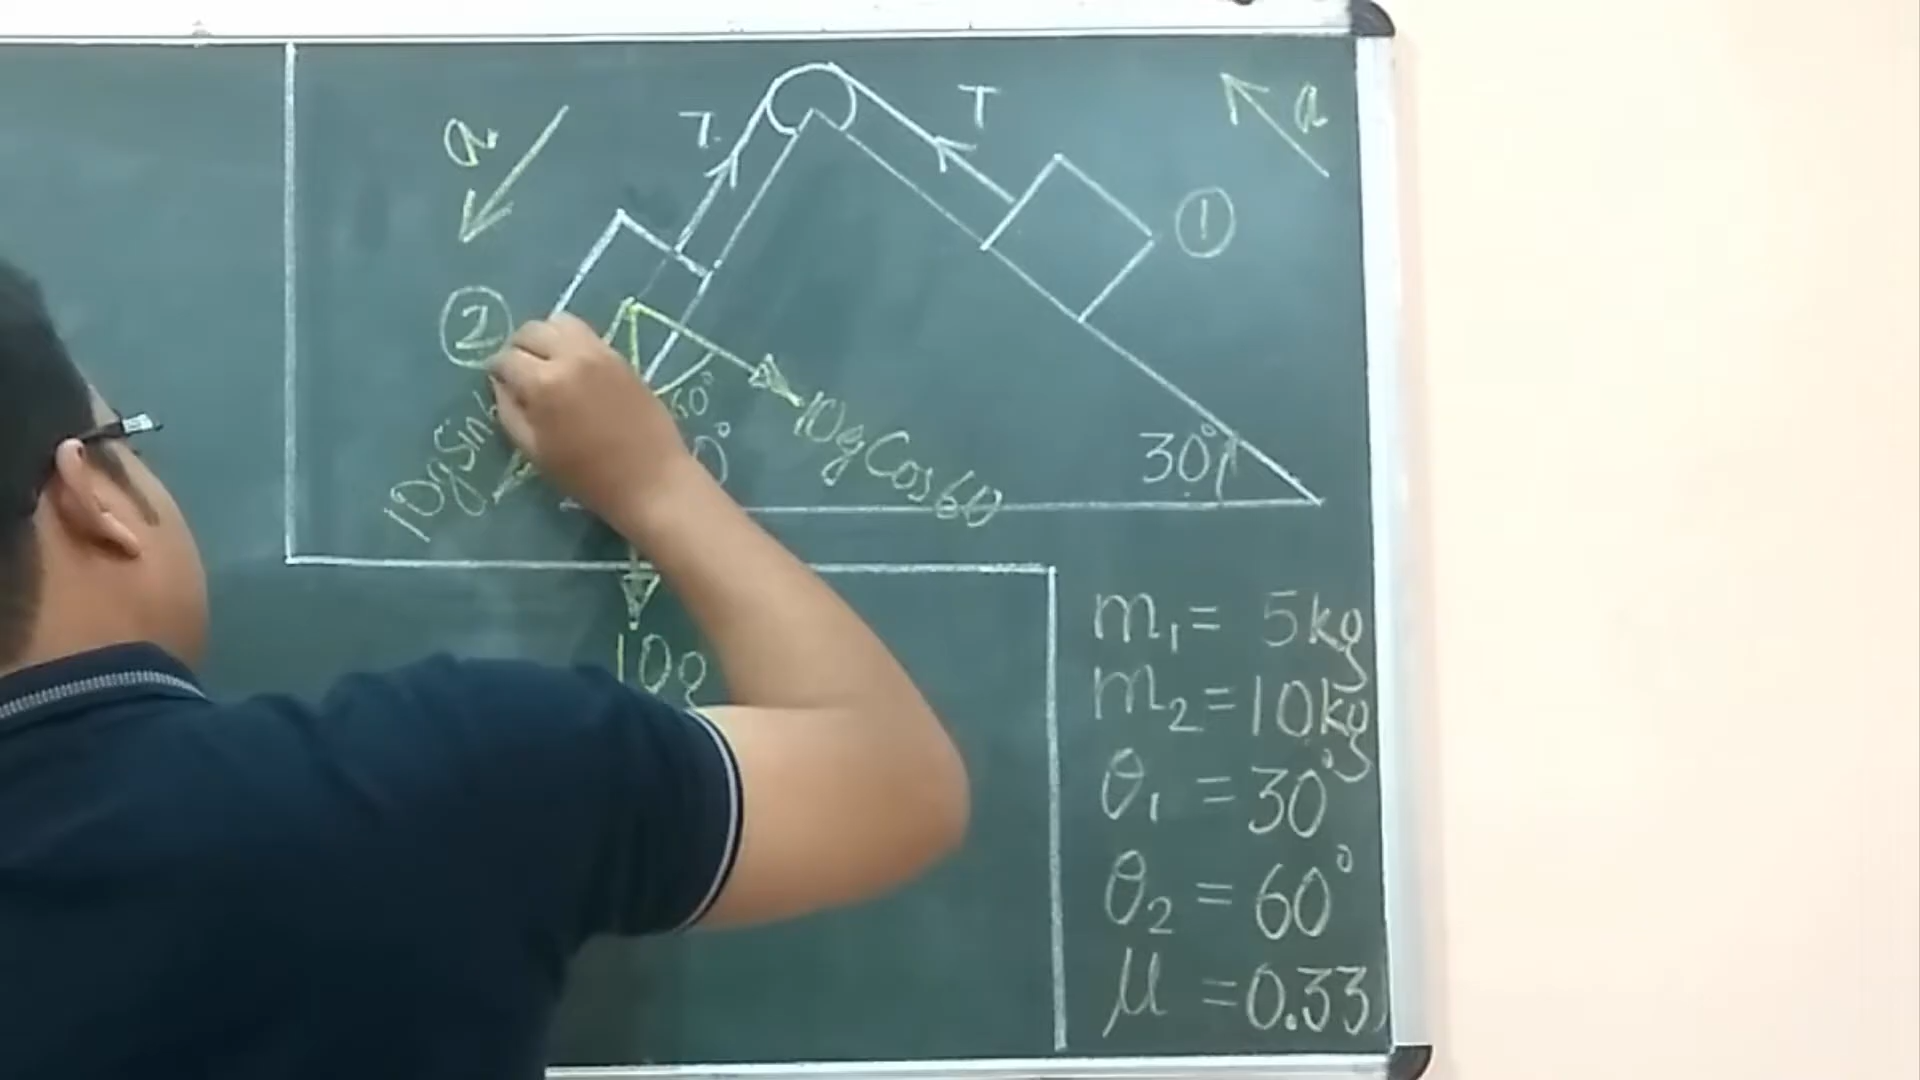 a
T
T
a
①
②
60°
10g Cos 60
30°
10g
m₁ = 5kg
m₂ = 10kg
θ₁ = 30°
θ₂ = 60°
μ = 0.33